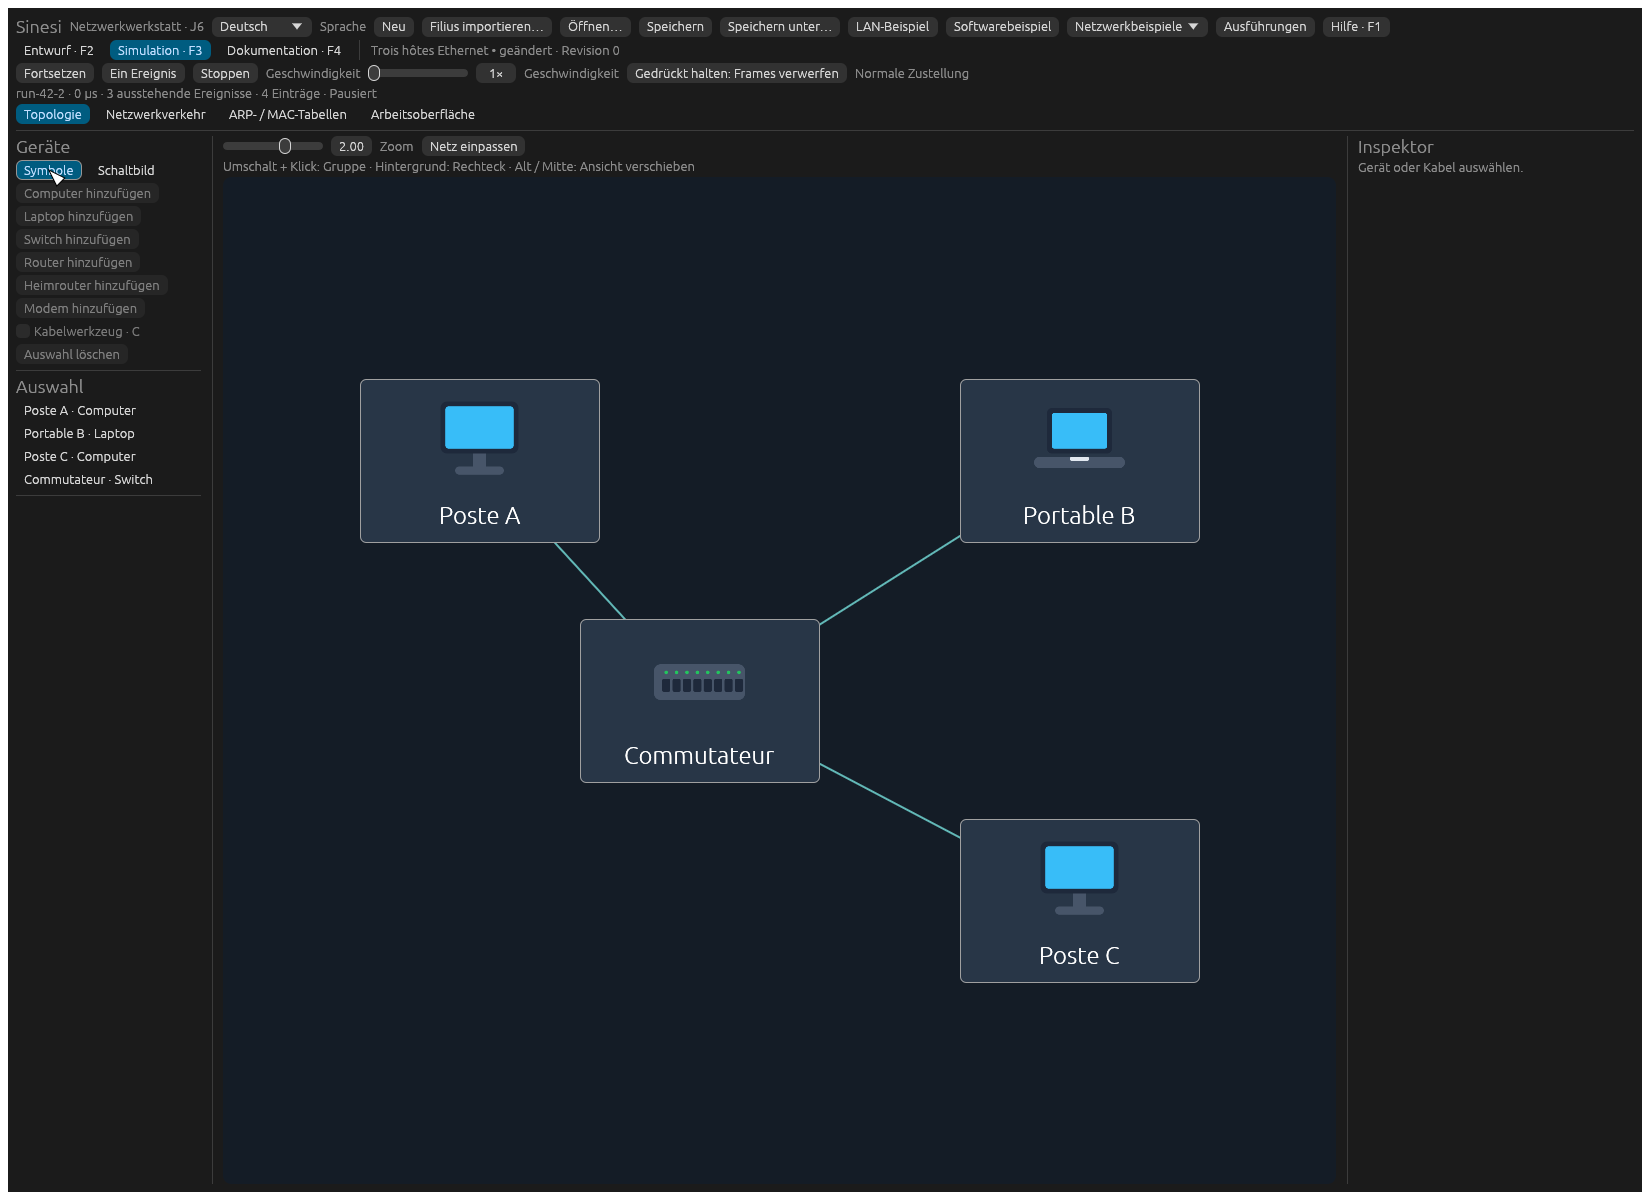 Sinesi Netzwerkwerkstatt · J6 Deutsch Sprache Neu Filius importieren… Öffnen… Speichern Speichern unter… LAN-Beispiel Softwarebeispiel Netzwerkbeispiele Ausführungen Hilfe · F1
Entwurf · F2 Simulation · F3 Dokumentation · F4 Trois hôtes Ethernet • geändert · Revision 0
Fortsetzen Ein Ereignis Stoppen Geschwindigkeit 1× Geschwindigkeit Gedrückt halten: Frames verwerfen Normale Zustellung
run-42-2 · 0 µs · 3 ausstehende Ereignisse · 4 Einträge · Pausiert
Topologie Netzwerkverkehr ARP- / MAC-Tabellen Arbeitsoberfläche
Geräte
Symbole Schaltbild
Computer hinzufügen
Laptop hinzufügen
Switch hinzufügen
Router hinzufügen
Heimrouter hinzufügen
Modem hinzufügen
Kabelwerkzeug · C
Auswahl löschen
Auswahl
Poste A · Computer
Portable B · Laptop
Poste C · Computer
Commutateur · Switch
2.00 Zoom Netz einpassen
Umschalt + Klick: Gruppe · Hintergrund: Rechteck · Alt / Mitte: Ansicht verschieben
Poste A
Portable B
Commutateur
Poste C
Inspektor
Gerät oder Kabel auswählen.